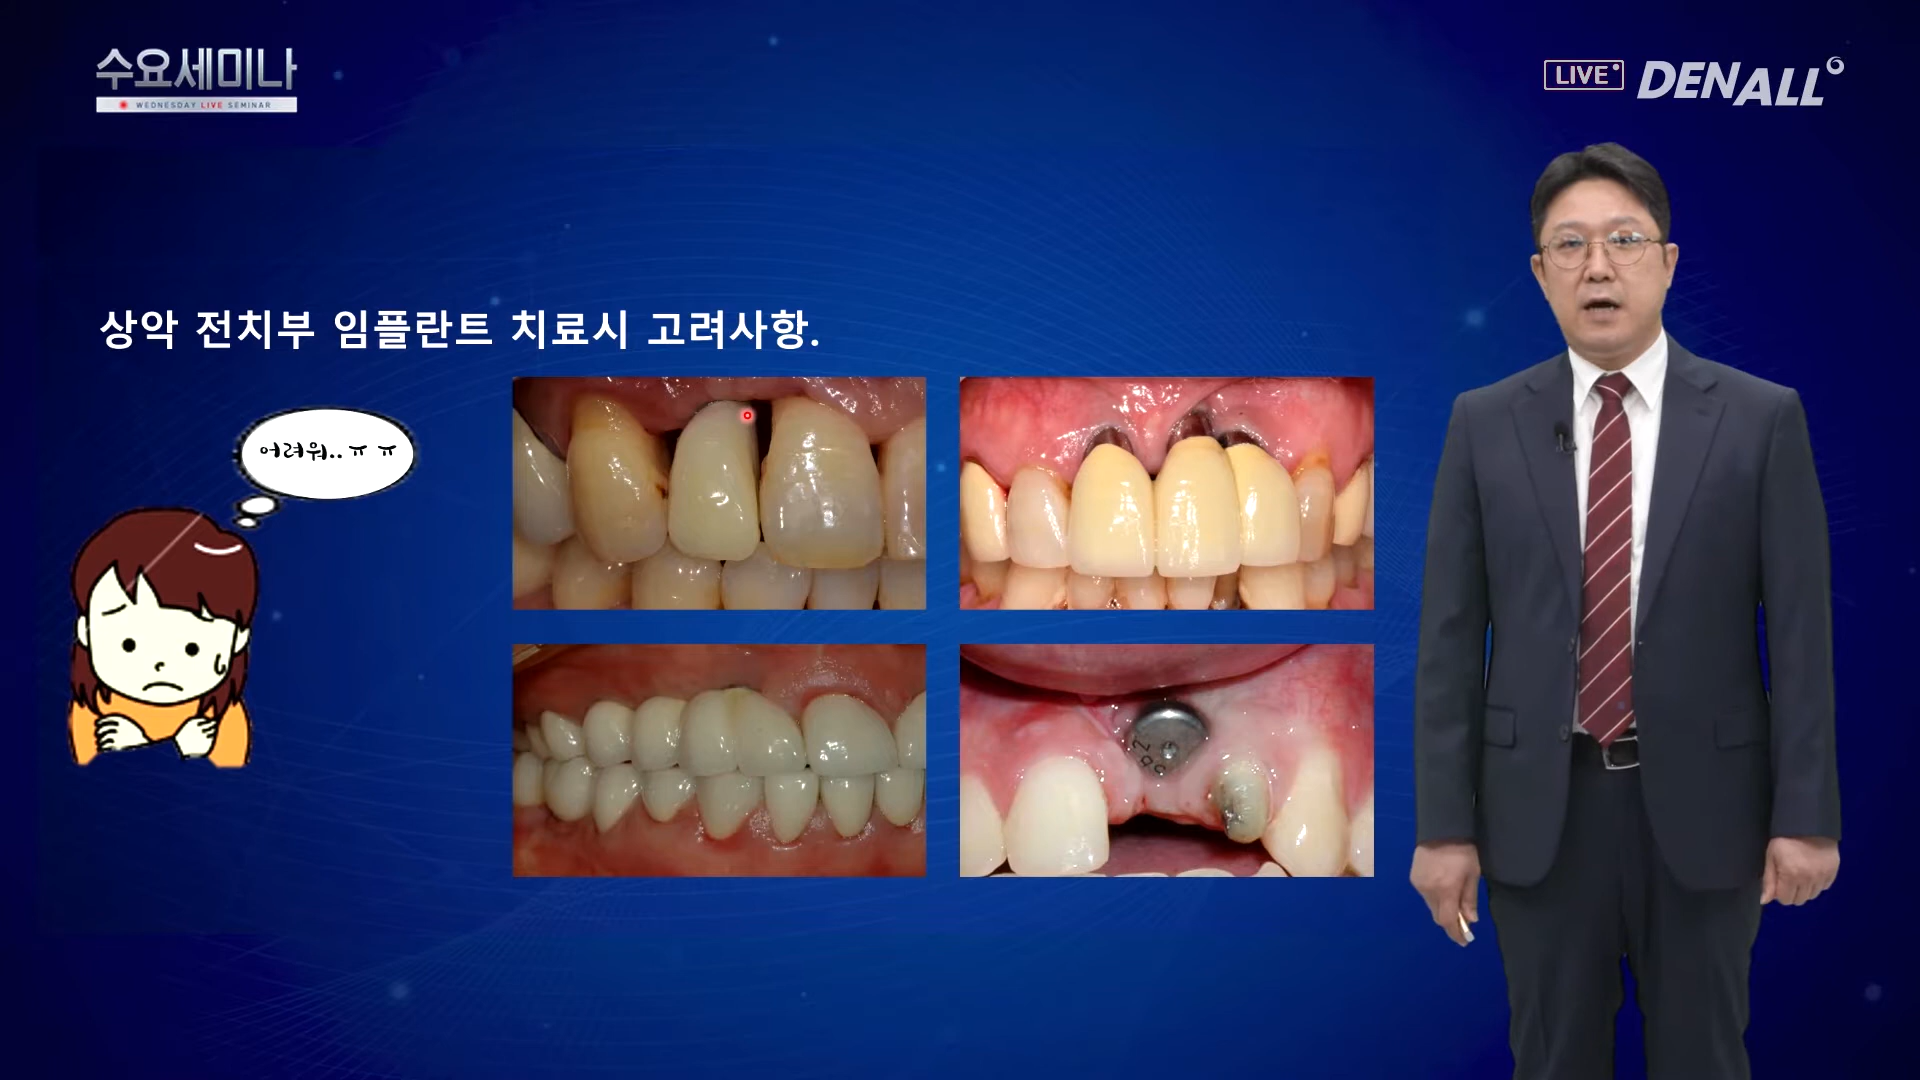 수요세미나
WEDNESDAY LIVE SEMINAR
LIVE
DENALL
상악 전치부 임플란트 치료시 고려사항.
어려워..ㅠㅠ